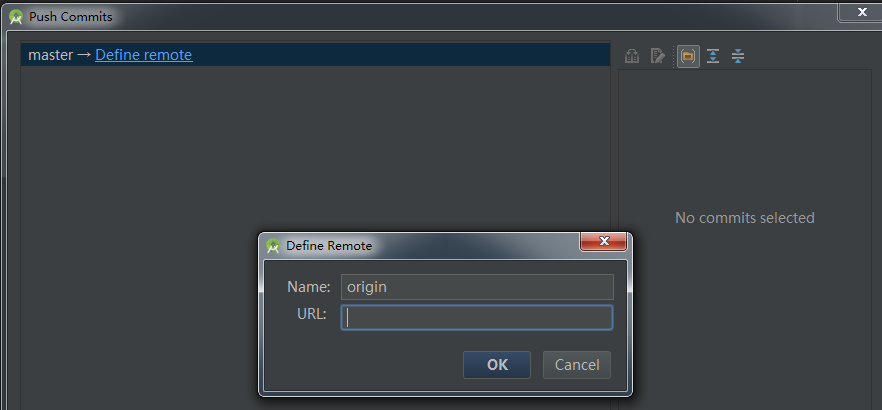 Push Commits
master → Define remote
No commits selected
Define Remote
Name: origin
URL:
OK Cancel